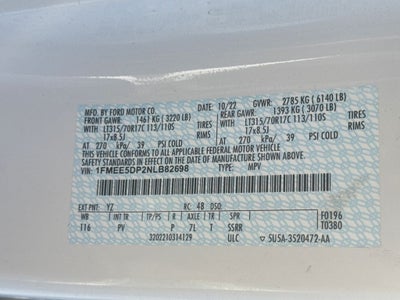 MFD. BY FORD MOTOR CO. 10/22 GVWR: 2785 KG (6140 LB)
FRONT GAWR: 1461 KG (3220 LB) REAR GAWR: 1393 KG (3070 LB)
WITH LT315/70R17C 113/110S TIRES WITH LT315/70R17C 113/110S TIRES
17x8.5J RIMS 17x8.5J RIMS
AT 270 kPa/ 39 PSI COLD AT 270 kPa/ 39 PSI COLD
THIS VEHICLE CONFORMS TO ALL APPLICABLE FEDERAL MOTOR VEHICLE
SAFETY STANDARDS IN EFFECT ON THE DATE OF MANUFACTURE SHOWN ABOVE.
VIN: 1FMEE5DP2NLB82698 TYPE: MPV
EXT PNT: YZ RC: 48 DSO:
WB INT TR TP/PS R AXLE TR SPR F0196
116 PV P 7L T SSRR T0380
3202210314129 ULC 5U5A-3520472-AA